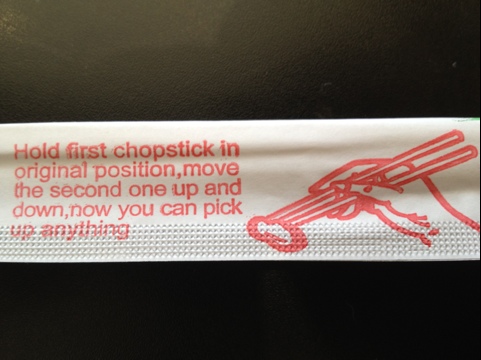 Hold first chopstick in
original position,move
the second one up and
down,now you can pick
up anything